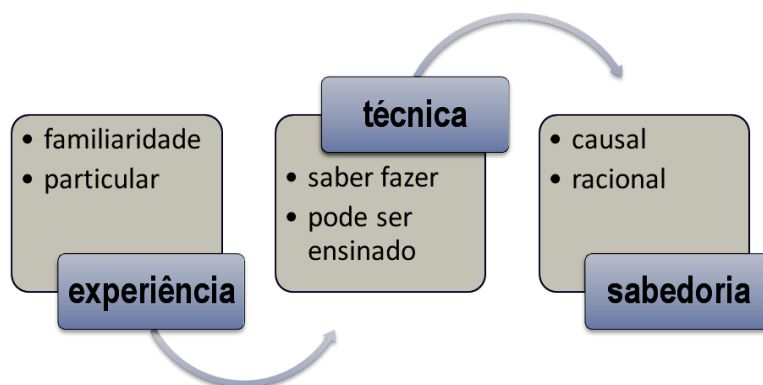 • familiaridade
• particular
experiência
técnica
• saber fazer
• pode ser
ensinado
• causal
• racional
sabedoria